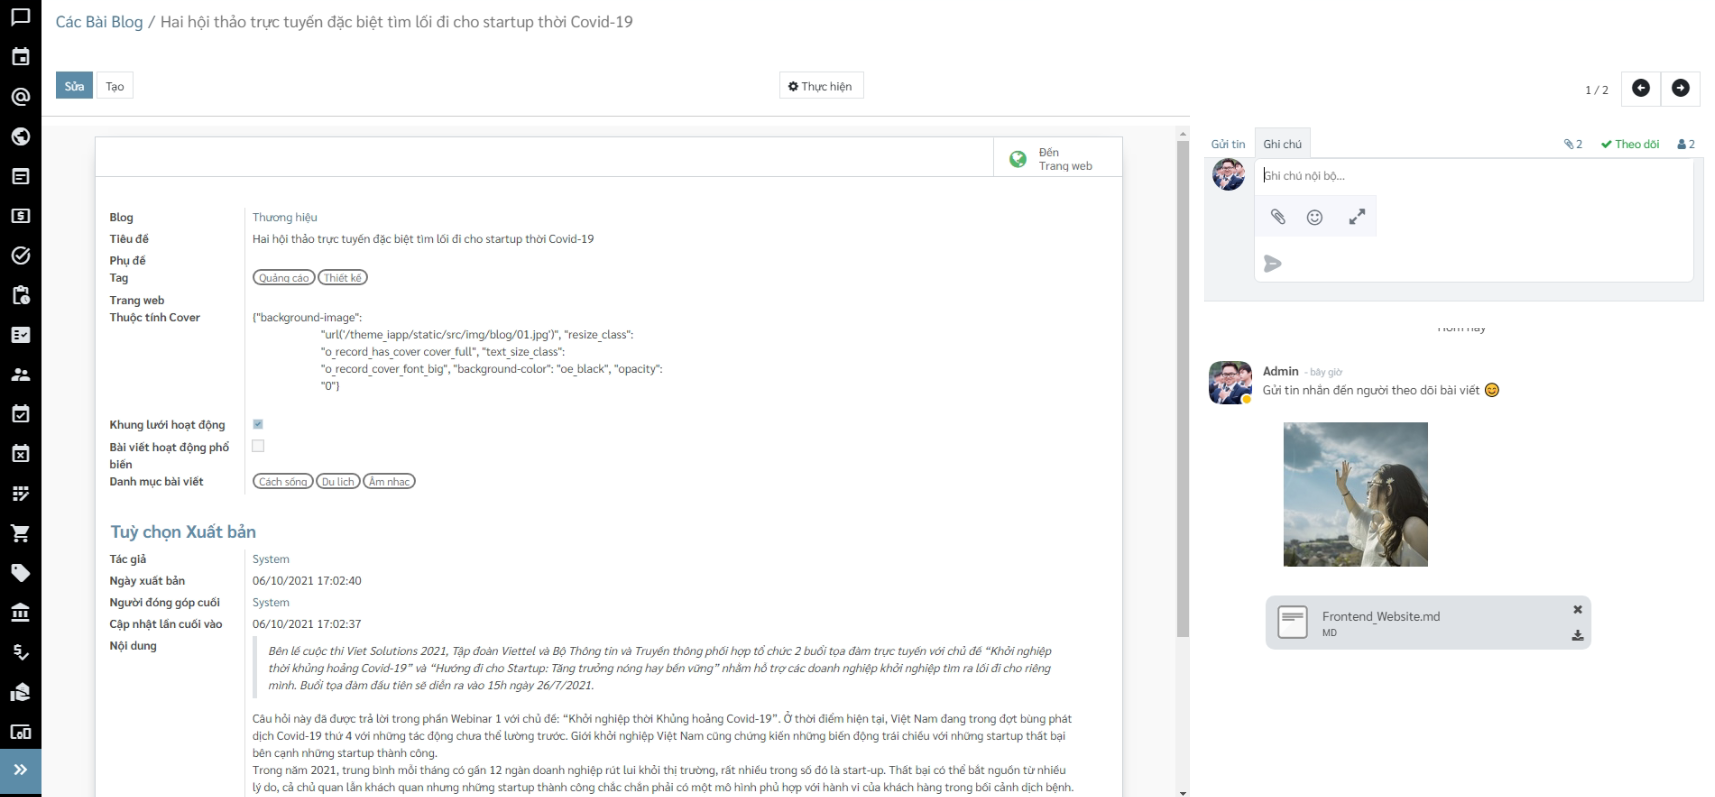 Các Bài Blog / Hai hội thảo trực tuyến đặc biệt tìm lối đi cho startup thời Covid-19
Sửa
Tạo
Thực hiện
1 / 2
Đến
Trang web
Blog
Thương hiệu
Tiêu đề
Hai hội thảo trực tuyến đặc biệt tìm lối đi cho startup thời Covid-19
Phụ đề
Tag
Quảng cáo
Thiết kế
Trang web
Thuộc tính Cover
{"background-image":
"url('/theme_iapp/static/src/img/blog/01.jpg')", "resize_class":
"o_record_has_cover cover_full", "text_size_class":
"o_record_cover_font_big", "background-color": "oe_black", "opacity":
"0"}
Khung lưới hoạt động
Bài viết hoạt động phổ
biến
Danh mục bài viết
Cách sống
Du lịch
Âm nhạc
Tuỳ chọn Xuất bản
Tác giả
System
Ngày xuất bản
06/10/2021 17:02:40
Người đóng góp cuối
System
Cập nhật lần cuối vào
06/10/2021 17:02:37
Nội dung
Bên lề cuộc thi Viet Solutions 2021, Tập đoàn Viettel và Bộ Thông tin và Truyền thông phối hợp tổ chức 2 buổi tọa đàm trực tuyến với chủ đề “Khởi nghiệp
thời khủng hoảng Covid-19” và “Hướng đi cho Startup: Tăng trưởng nóng hay bền vững” nhằm hỗ trợ các doanh nghiệp khởi nghiệp tìm ra lối đi cho riêng
mình. Buổi tọa đàm đầu tiên sẽ diễn ra vào 15h ngày 26/7/2021.
Câu hỏi này đã được trả lời trong phần Webinar 1 với chủ đề: “Khởi nghiệp thời Khủng hoảng Covid-19”. Ở thời điểm hiện tại, Việt Nam đang trong đợt bùng phát
dịch Covid-19 thứ 4 với những tác động chưa thể lường trước. Giới khởi nghiệp Việt Nam cũng chứng kiến những biến động trái chiều với những startup thất bại
bên cạnh những startup thành công.
Trong năm 2021, trung bình mỗi tháng có gần 12 ngàn doanh nghiệp rút lui khỏi thị trường, rất nhiều trong số đó là start-up. Thất bại có thể bắt nguồn từ nhiều
lý do, cả chủ quan lẫn khách quan nhưng những startup thành công chắc chắn phải có một mô hình phù hợp với hành vi của khách hàng trong bối cảnh dịch bệnh.
Gửi tin
Ghi chú
2
Theo dõi
2
Ghi chú nội bộ...
Hôm nay
Admin - bây giờ
Gửi tin nhắn đến người theo dõi bài viết 😊
Frontend_Website.md
MD